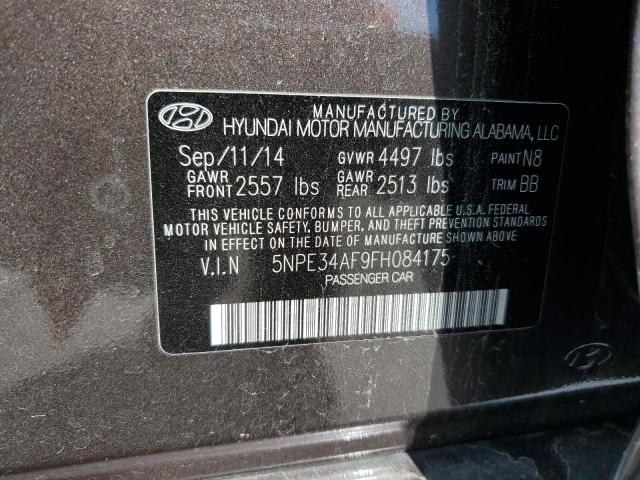 MANUFACTURED BY
HYUNDAI MOTOR MANUFACTURING ALABAMA, LLC
Sep/11/14 GVWR 4497 lbs PAINT N8
GAWR FRONT 2557 lbs GAWR REAR 2513 lbs TRIM BB
THIS VEHICLE CONFORMS TO ALL APPLICABLE U.S.A. FEDERAL
MOTOR VEHICLE SAFETY, BUMPER, AND THEFT PREVENTION STANDARDS
IN EFFECT ON THE DATE OF MANUFACTURE SHOWN ABOVE.
V.I.N 5NPE34AF9FH084175
PASSENGER CAR